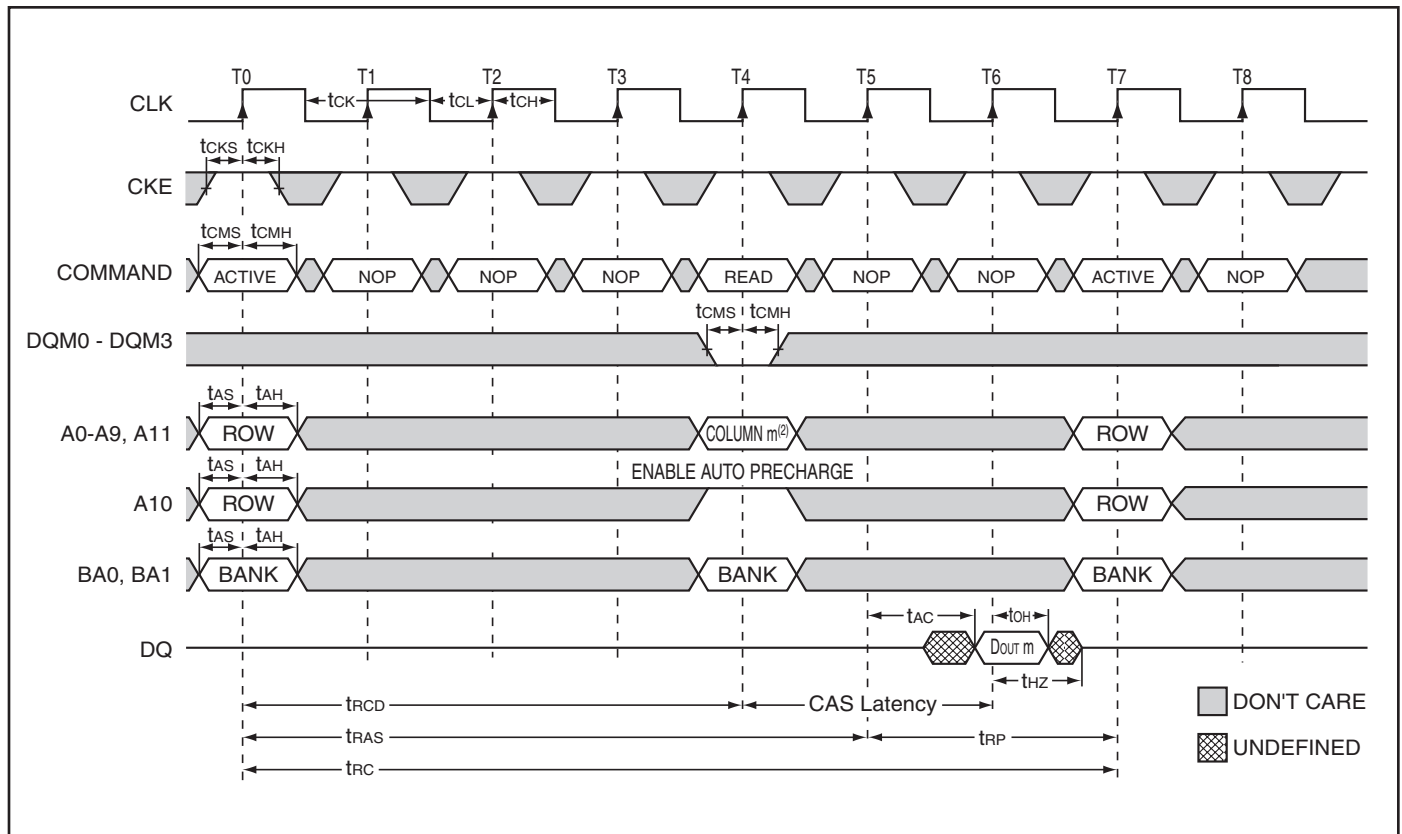 T0 T1 T2 T3 T4 T5 T6 T7 T8
CLK tCK tCL tCH
tCKS tCKH
CKE
tCMS tCMH
COMMAND ACTIVE NOP NOP NOP READ NOP NOP ACTIVE NOP
tCMS tCMH
DQM0 - DQM3
tAS tAH
A0-A9, A11 ROW COLUMN m(2) ROW
tAS tAH ENABLE AUTO PRECHARGE
A10 ROW ROW
tAS tAH
BA0, BA1 BANK BANK BANK
tAC tOH
DQ DOUT m
tHZ
tRCD CAS Latency
DON'T CARE
tRAS tRP
UNDEFINED
tRC